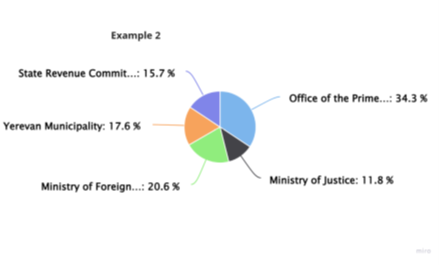 Example 2
State Revenue Commit...: 15.7 %
Office of the Prime...: 34.3 %
Yerevan Municipality: 17.6 %
Ministry of Foreign...: 20.6 %
Ministry of Justice: 11.8 %
miro